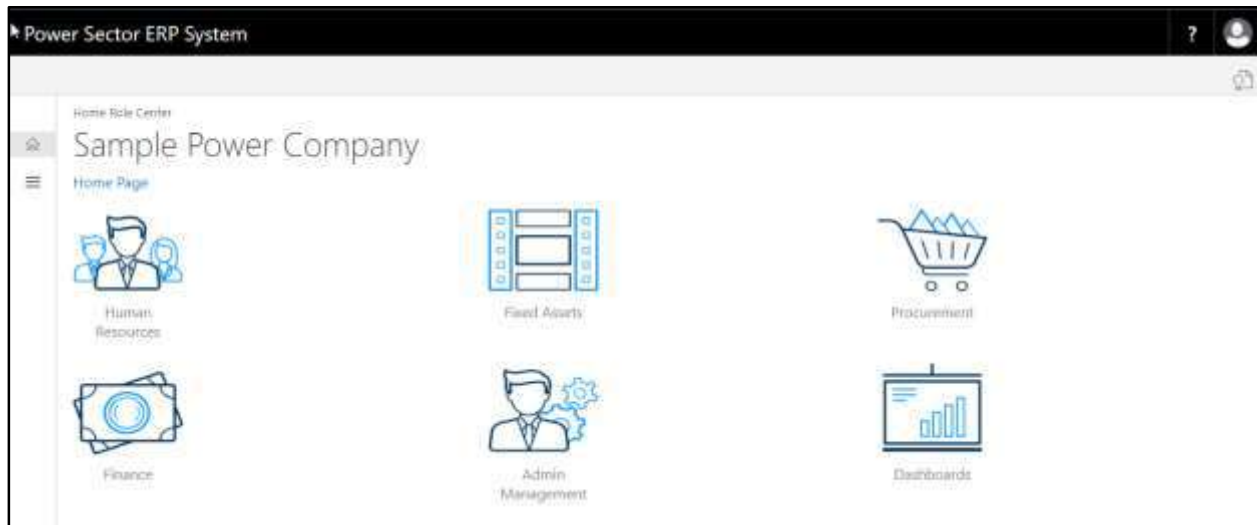 Power Sector ERP System
?
Home Role Center
Sample Power Company
Home Page
Human
Resources
Fixed Assets
Procurement
Finance
Admin
Management
Dashboards